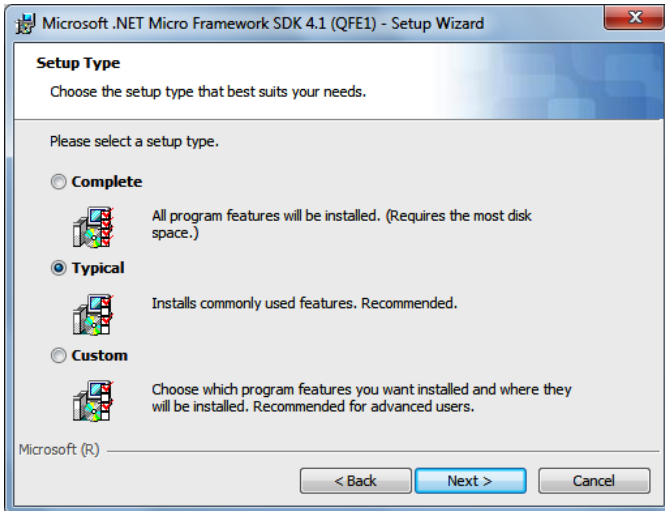 Microsoft .NET Micro Framework SDK 4.1 (QFE1) - Setup Wizard
Setup Type
Choose the setup type that best suits your needs.
Please select a setup type.
Complete
All program features will be installed. (Requires the most disk
space.)
Typical
Installs commonly used features. Recommended.
Custom
Choose which program features you want installed and where they
will be installed. Recommended for advanced users.
Microsoft (R)
< Back Next > Cancel